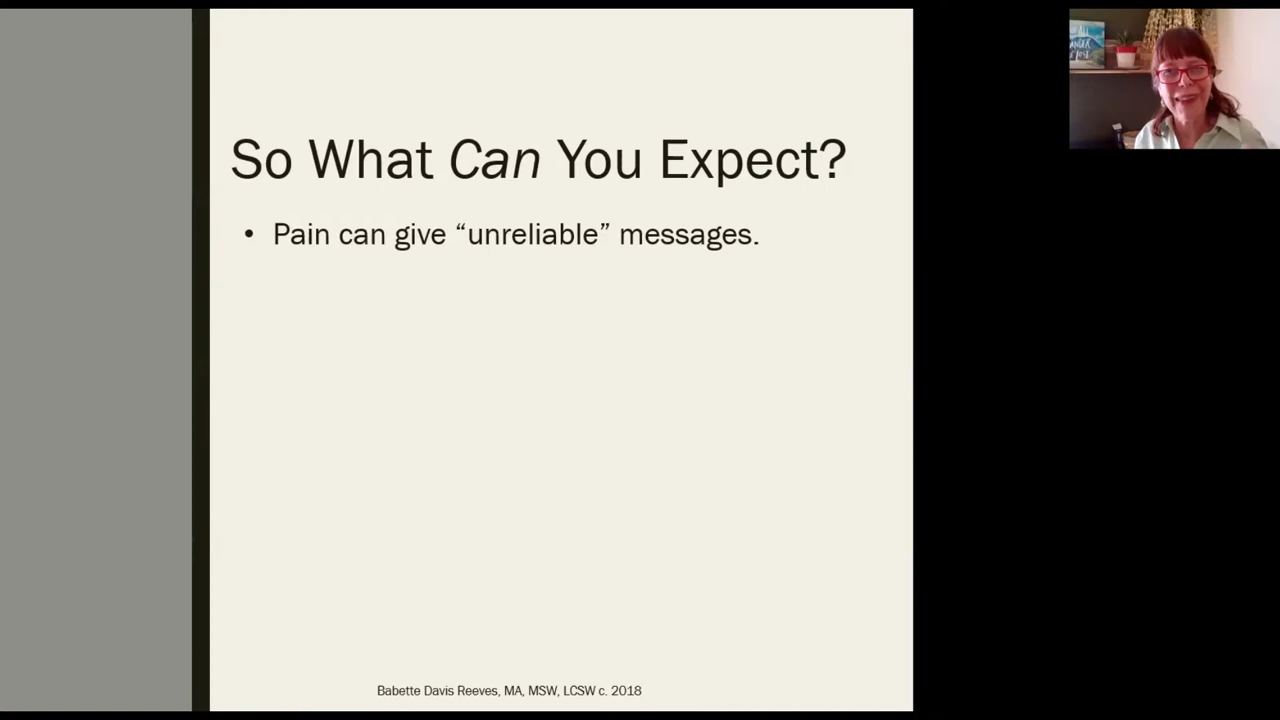 So What Can You Expect?
• Pain can give “unreliable” messages.
Babette Davis Reeves, MA, MSW, LCSW c. 2018